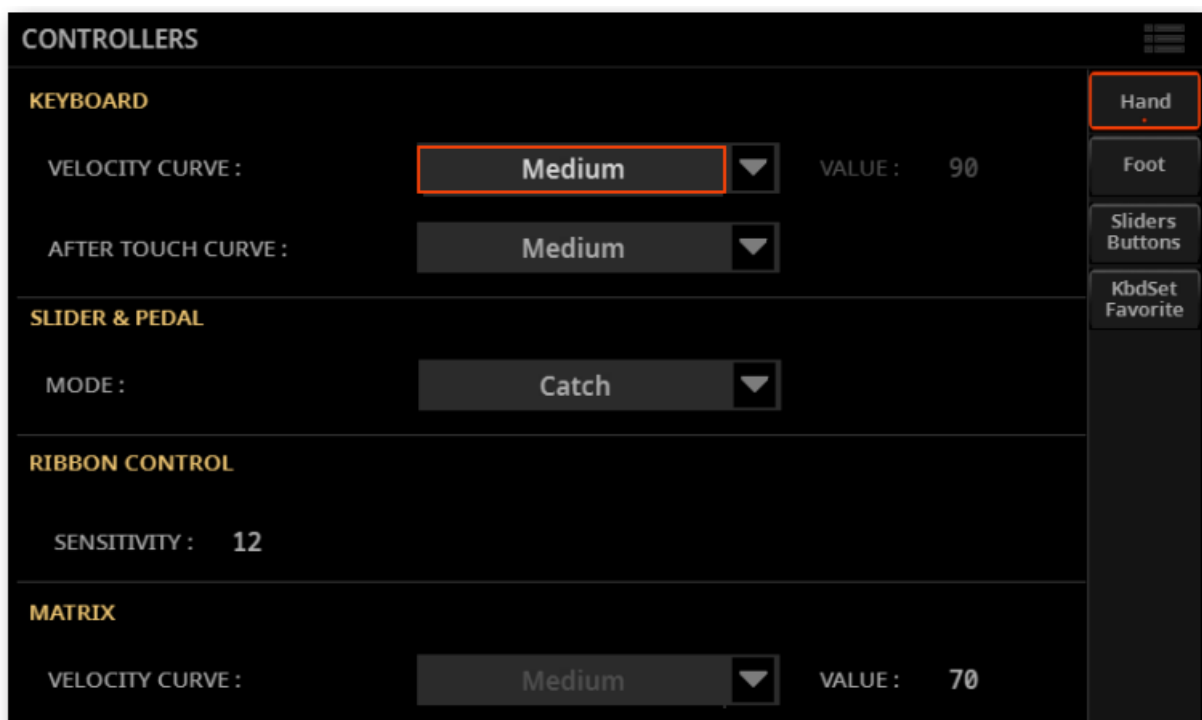 CONTROLLERS
KEYBOARD
Hand
VELOCITY CURVE : Medium VALUE : 90
Foot
AFTER TOUCH CURVE : Medium
Sliders
Buttons
KbdSet
Favorite
SLIDER & PEDAL
MODE : Catch
RIBBON CONTROL
SENSITIVITY : 12
MATRIX
VELOCITY CURVE : Medium VALUE : 70